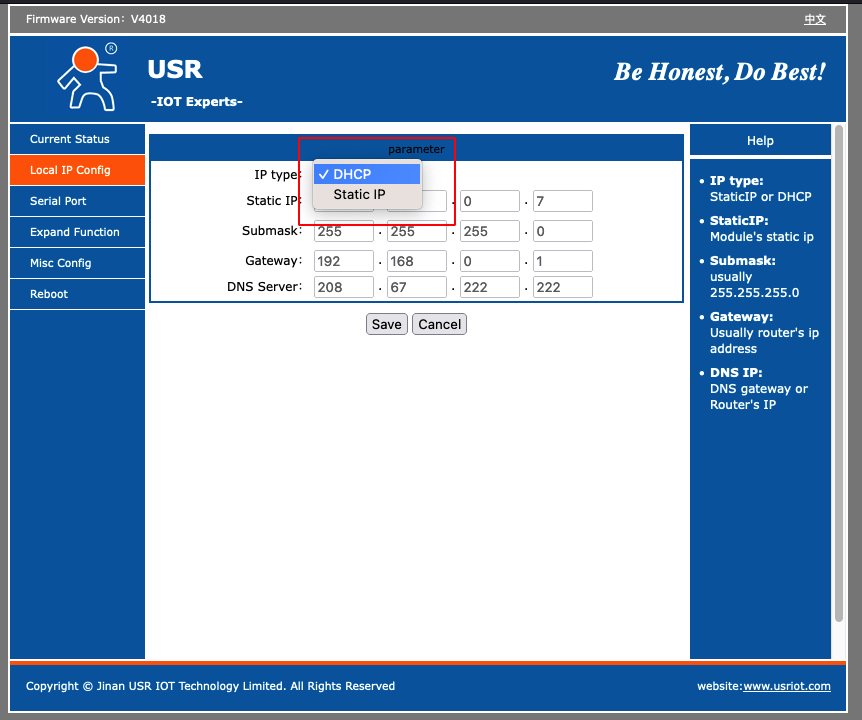 Firmware Version: V4018
中文
®
USR
-IOT Experts-
Be Honest, Do Best!
Current Status
Local IP Config
Serial Port
Expand Function
Misc Config
Reboot
parameter
IP type:
✓ DHCP
Static IP
Static IP: . 0 . 7
Submask: 255 . 255 . 255 . 0
Gateway: 192 . 168 . 0 . 1
DNS Server: 208 . 67 . 222 . 222
Save Cancel
Help
• IP type:
StaticIP or DHCP
• StaticIP:
Module's static ip
• Submask:
usually
255.255.255.0
• Gateway:
Usually router's ip
address
• DNS IP:
DNS gateway or
Router's IP
Copyright © Jinan USR IOT Technology Limited. All Rights Reserved
website:www.usriot.com